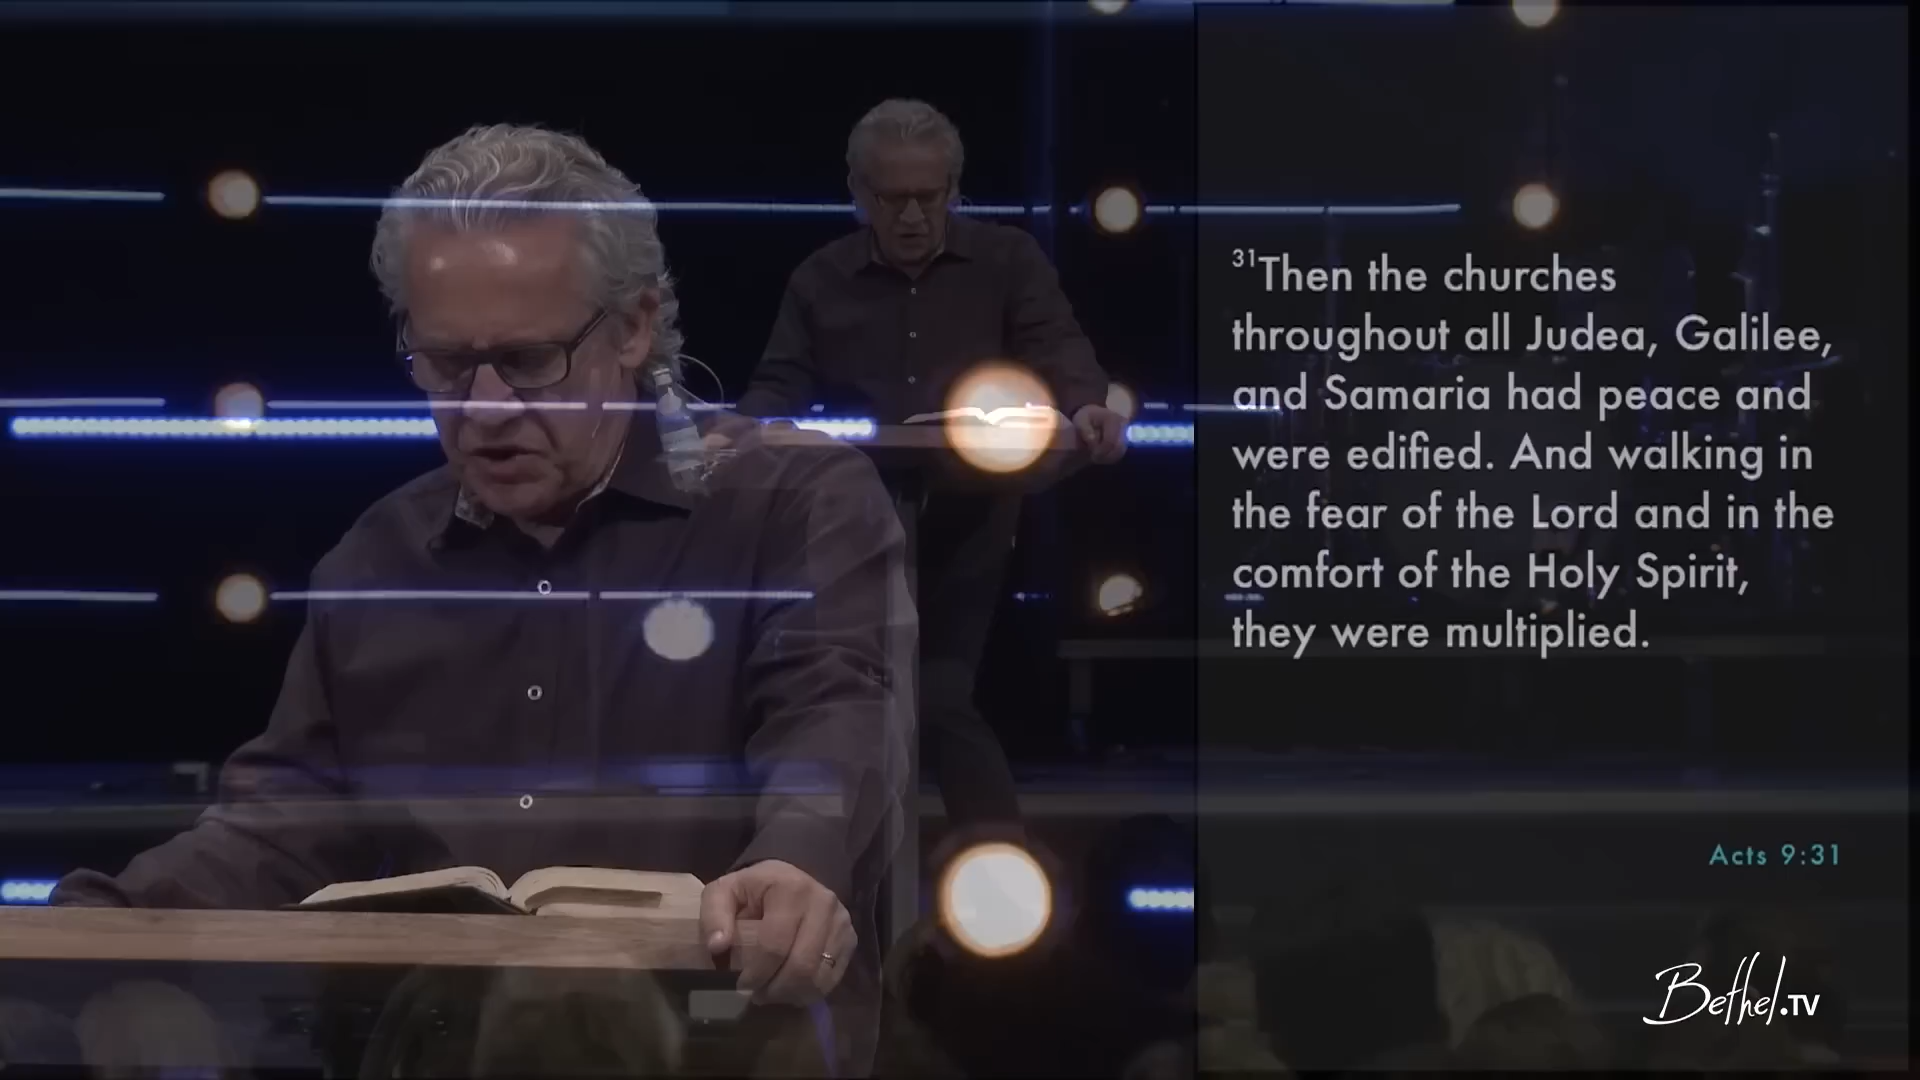 31Then the churches
throughout all Judea, Galilee,
and Samaria had peace and
were edified. And walking in
the fear of the Lord and in the
comfort of the Holy Spirit,
they were multiplied.
Acts 9:31
Bethel.TV